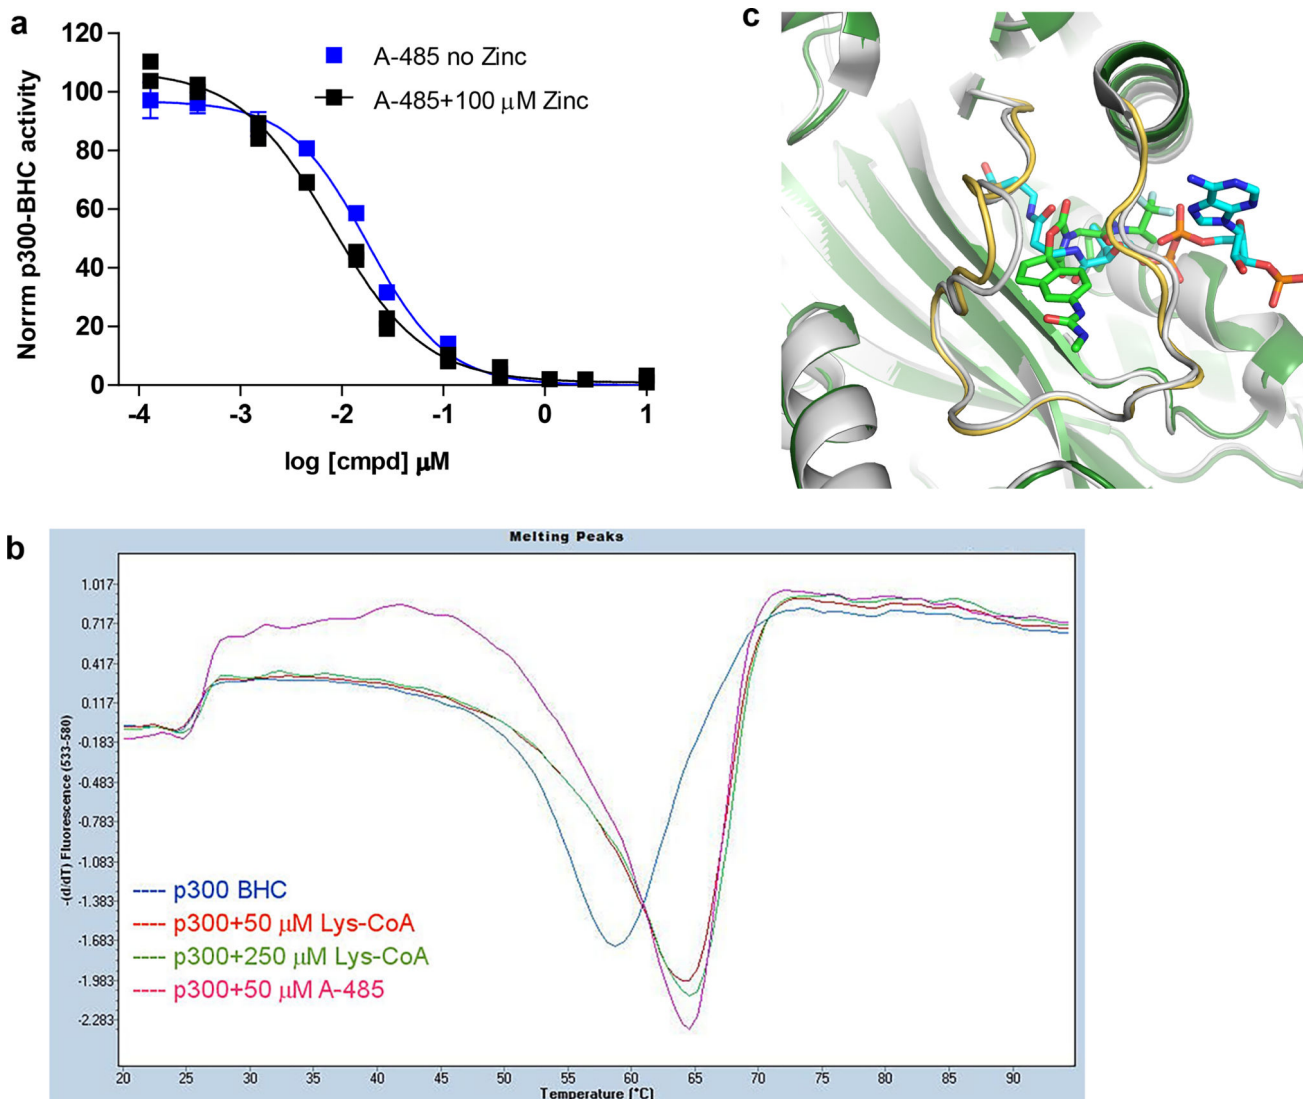 a
120
100
80
60
40
20
0
Norm p300-BHC activity
A-485 no Zinc
A-485+100 μM Zinc
-4 -3 -2 -1 0 1
log [cmpd] μM
c
b
Melting Peaks
1.017
0.717
0.417
0.117
-0.183
-0.483
-0.783
-1.083
-1.383
-1.683
-1.983
-2.283
-(d/dT) Fluorescence (533-580)
---- p300 BHC
---- p300+50 μM Lys-CoA
---- p300+250 μM Lys-CoA
---- p300+50 μM A-485
20 25 30 35 40 45 50 55 60 65 70 75 80 85 90
Temperature (°C)